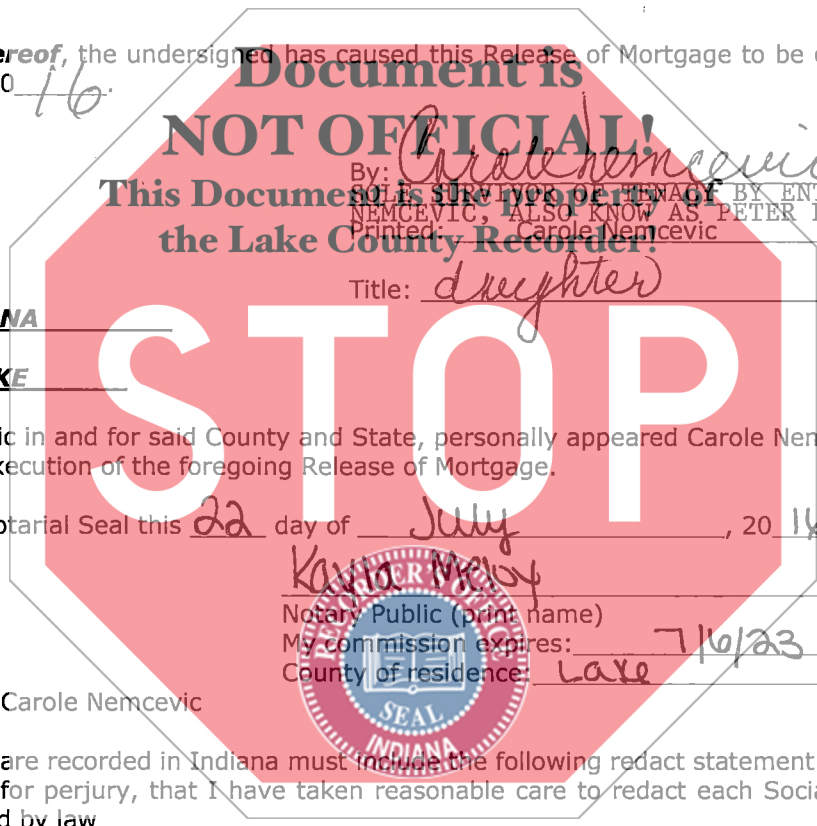 ereof, the undersigned has caused this Release of Mortgage to be
0 16.
Document is
NOT OFFICIAL!
This Document is the property of
the Lake County Recorder!
By: Carole Nemcevic
SOLE SURVIVOR OF TENACY BY ENT
NEMCEVIC, ALSO KNOW AS PETER
Printed: Carole Nemcevic
Title: daughter
NA
KE
STOP
ic in and for said County and State, personally appeared Carole Nem
xecution of the foregoing Release of Mortgage.
otarial Seal this 22 day of July, 20 16
Kayla
Notary Public (print name)
My commission expires: 7/6/23
County of residence: Lake
RECORDER'S OFFICE
SEAL
INDIANA
Carole Nemcevic
are recorded in Indiana must include the following redact statement
for perjury, that I have taken reasonable care to redact each Socia
d by law